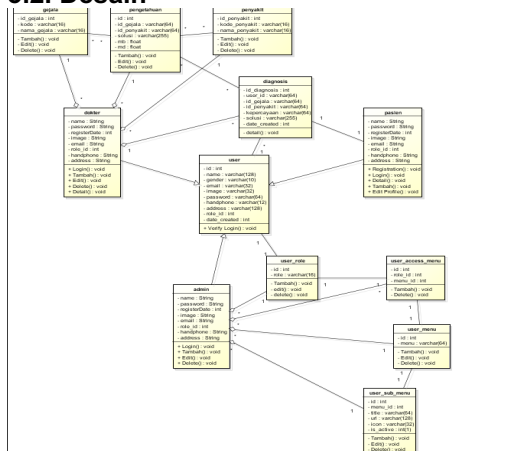 gejala
- id_gejala : int
- kode : varchar(16)
- nama_gejala : varchar(16)
- Tambah() : void
- Edit() : void
- Delete() : void
pengetahuan
- id : int
- id_gejala : varchar(64)
- id_penyakit : varchar(64)
- solusi : varchar(255)
- mb : float
- md : float
- Tambah() : void
- Edit() : void
- Delete() : void
penyakit
- id_penyakit : int
- kode : varchar(16)
- nama_penyakit : varchar(16)
- Tambah() : void
- Edit() : void
- Delete() : void
diagnosis
- id_diagnosis : int
- user_id : varchar(64)
- id_gejala : varchar(64)
- id_penyakit : varchar(64)
- kepercayaan : varchar(64)
- solusi : varchar(255)
- date_created : int
- detail() : void
dokter
- name : String
- password : String
- registerDate : int
- image : String
- email : String
- role_id : int
- handphone : String
- address : String
+ Login() : void
+ Tambah() : void
+ Edit() : void
+ Delete() : void
+ Detail() : void
pasien
- name : String
- password : String
- registerDate : int
- image : String
- email : String
- role_id : int
- handphone : String
- address : String
+ Registration() : void
+ Login() : void
+ Detail() : void
+ Tambah() : void
+ Edit Profile() : void
user
- id : int
- name : varchar(128)
- gender : varchar(10)
- email : varchar(32)
- image : varchar(32)
- password : varchar(64)
- handphone : varchar(12)
- address : varchar(128)
- role_id : int
- date_created : int
+ Verify Login() : void
user_role
- id : int
- role : varchar(16)
- Tambah() : void
- edit() : void
- delete() : void
user_access_menu
- id : int
- role_id : int
- menu_id : int
- Tambah() : void
- Delete() : void
admin
- name : String
- password : String
- registerDate : int
- image : String
- email : String
- role_id : int
- handphone : String
- address : String
+ Login() : void
+ Tambah() : void
+ Edit() : void
+ Delete() : void
user_menu
- id : int
- menu : varchar(64)
- Tambah() : void
- Edit() : void
- Delete() : void
user_sub_menu
- id : int
- menu_id : int
- title : varchar(64)
- url : varchar(128)
- icon : varchar(32)
- is_active : int(1)
- Tambah() : void
- Edit() : void
- Delete() : void